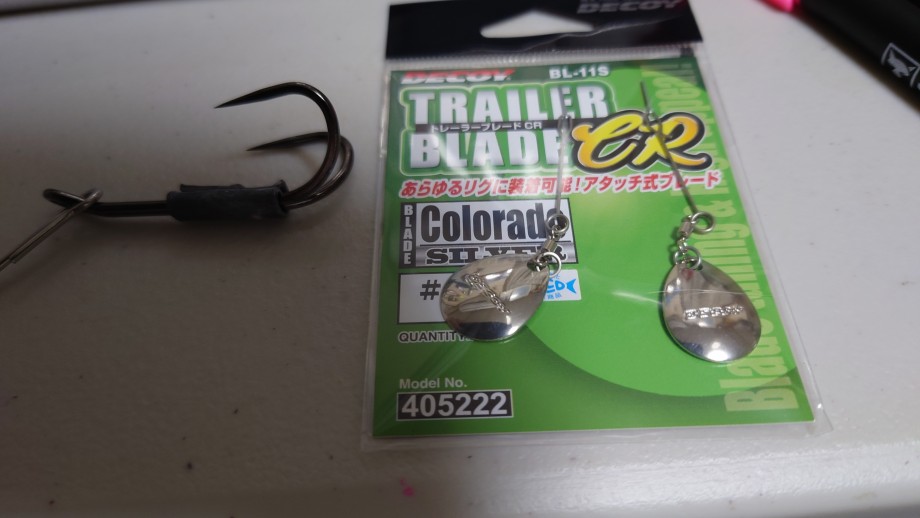 DECOY
DECOY BL-11S
TRAILER
トレーラーブレードCR
BLADE CR
あらゆるリグに装着可能!アタッチ式ブレード
BLADE
Colorado
SILVER
#
QUANTITY
Model No.
405222